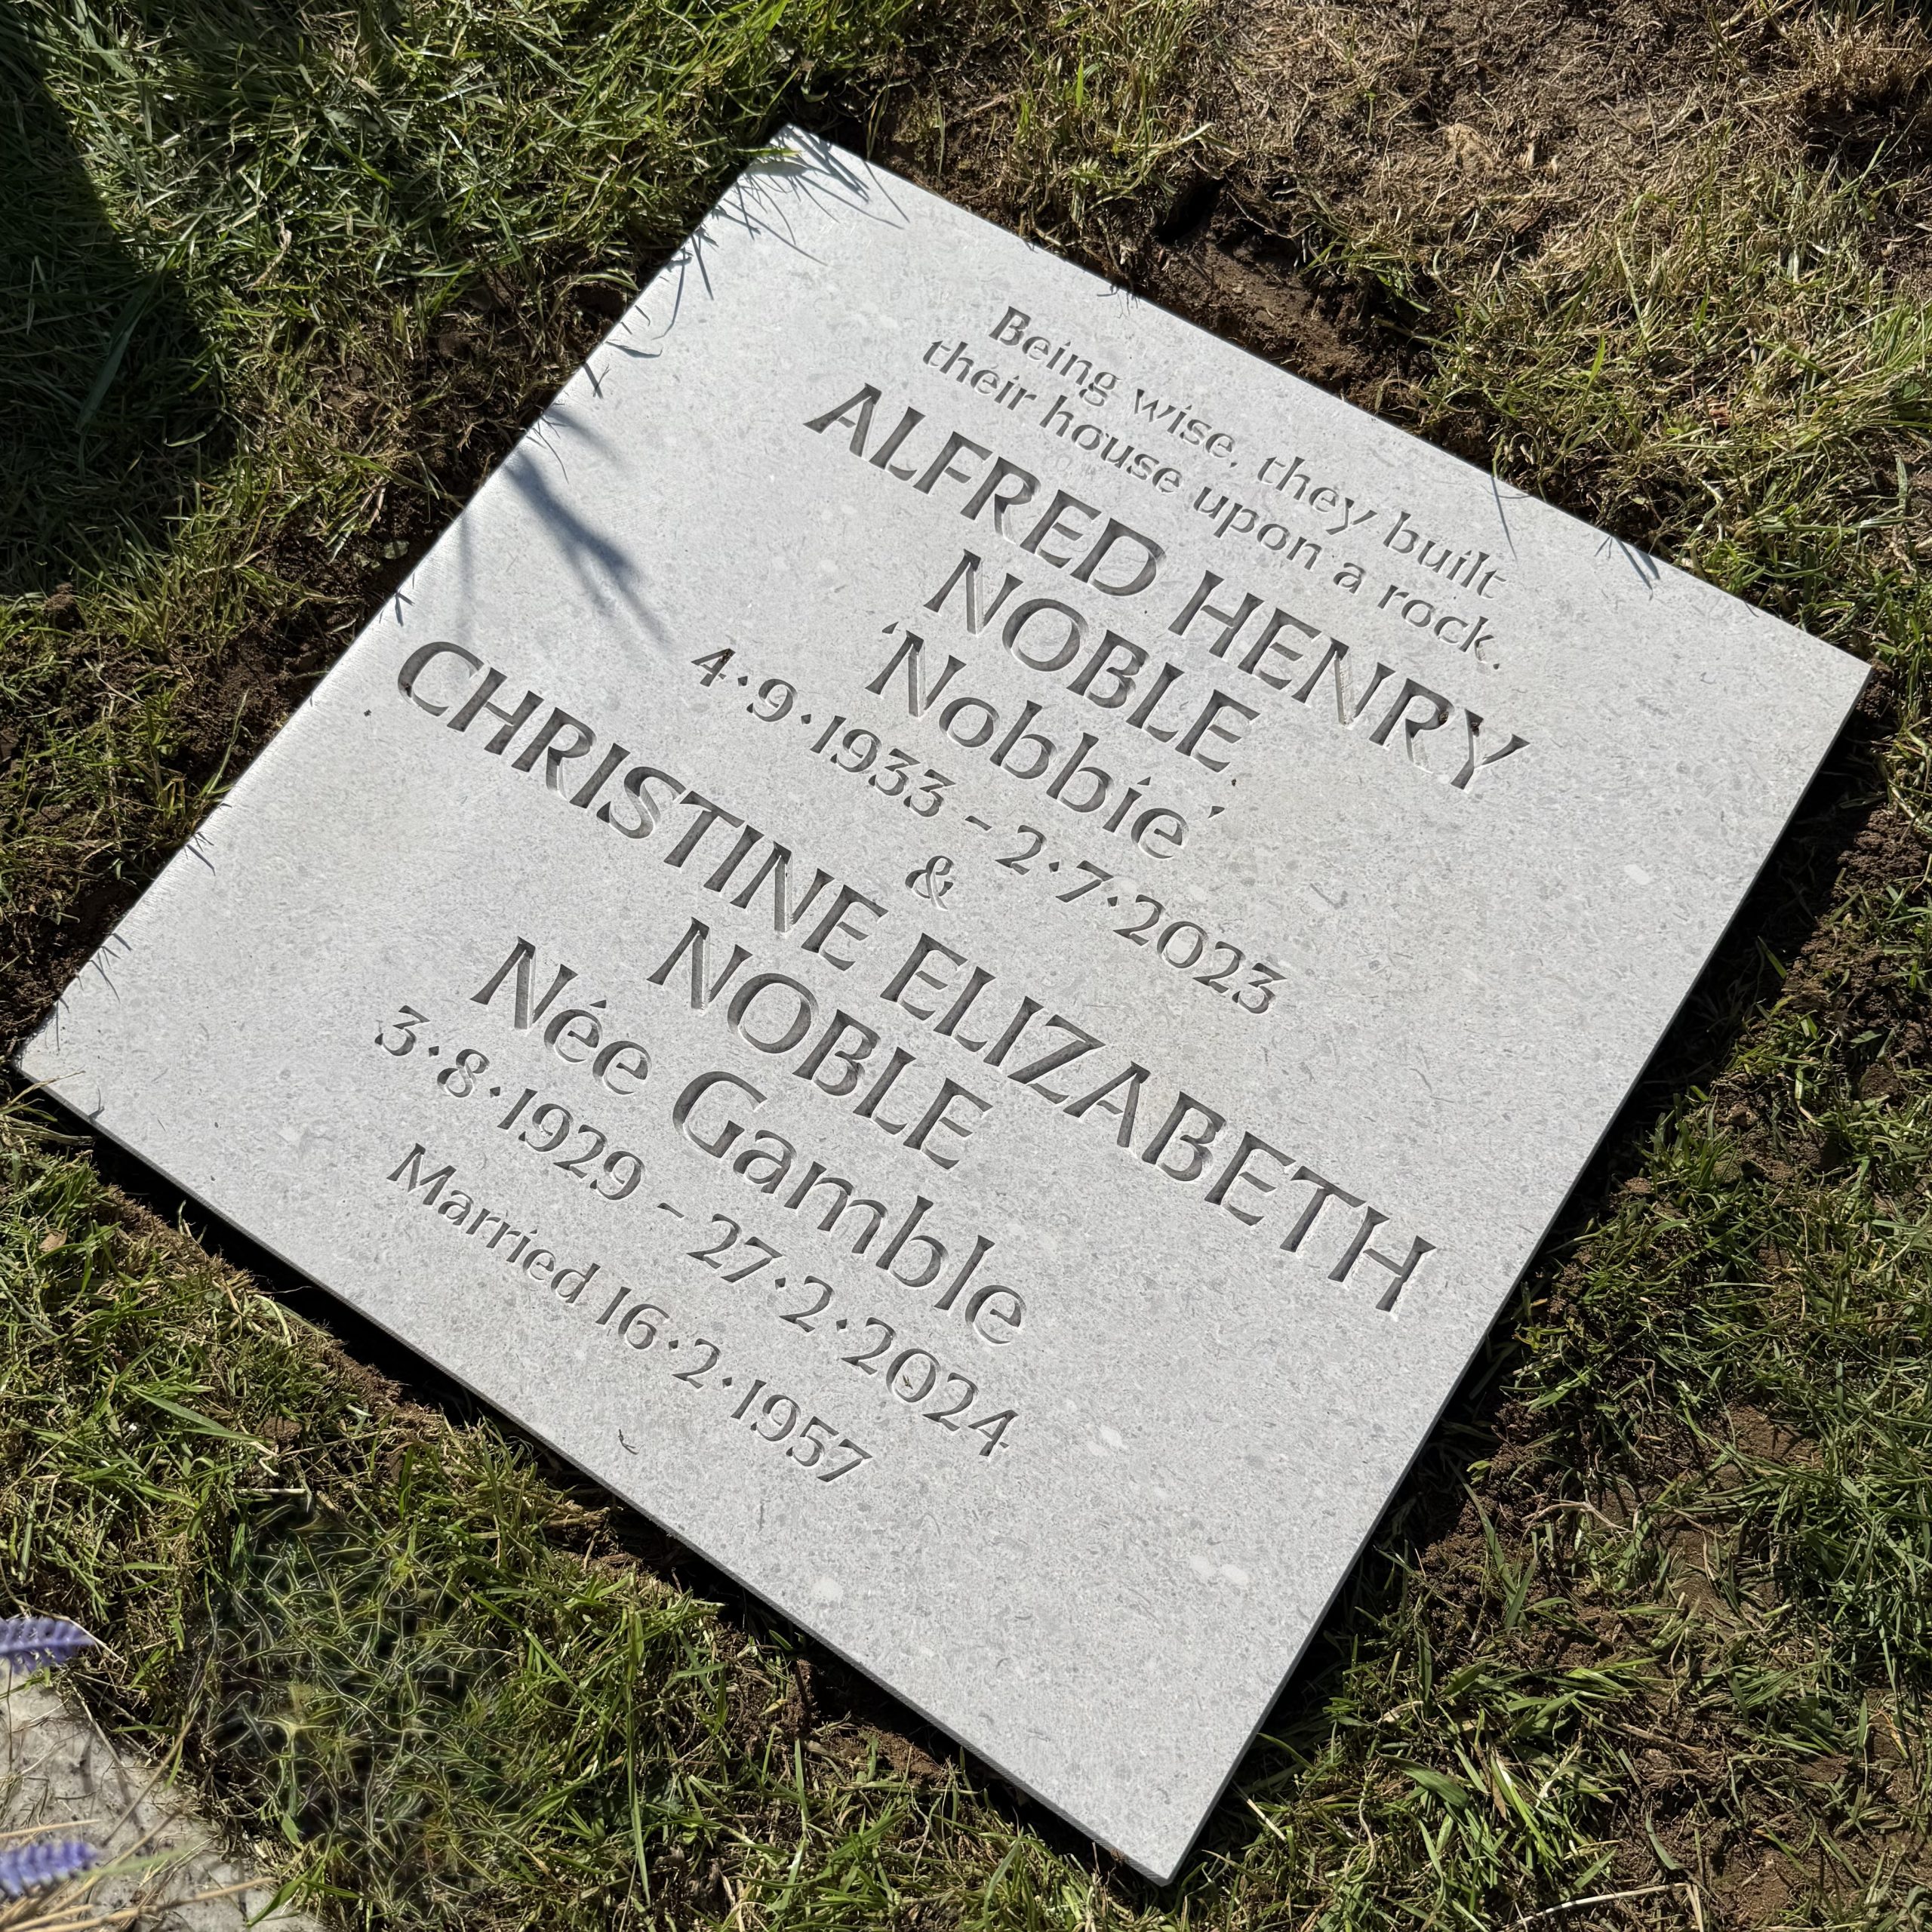 Being wise, they built
their house upon a rock.
ALFRED HENRY
NOBLE
‘Nobbie’
4·9·1933 – 2·7·2023
&
CHRISTINE ELIZABETH
NOBLE
Née Gamble
3·8·1929 – 27·2·2024
Married 16·2·1957